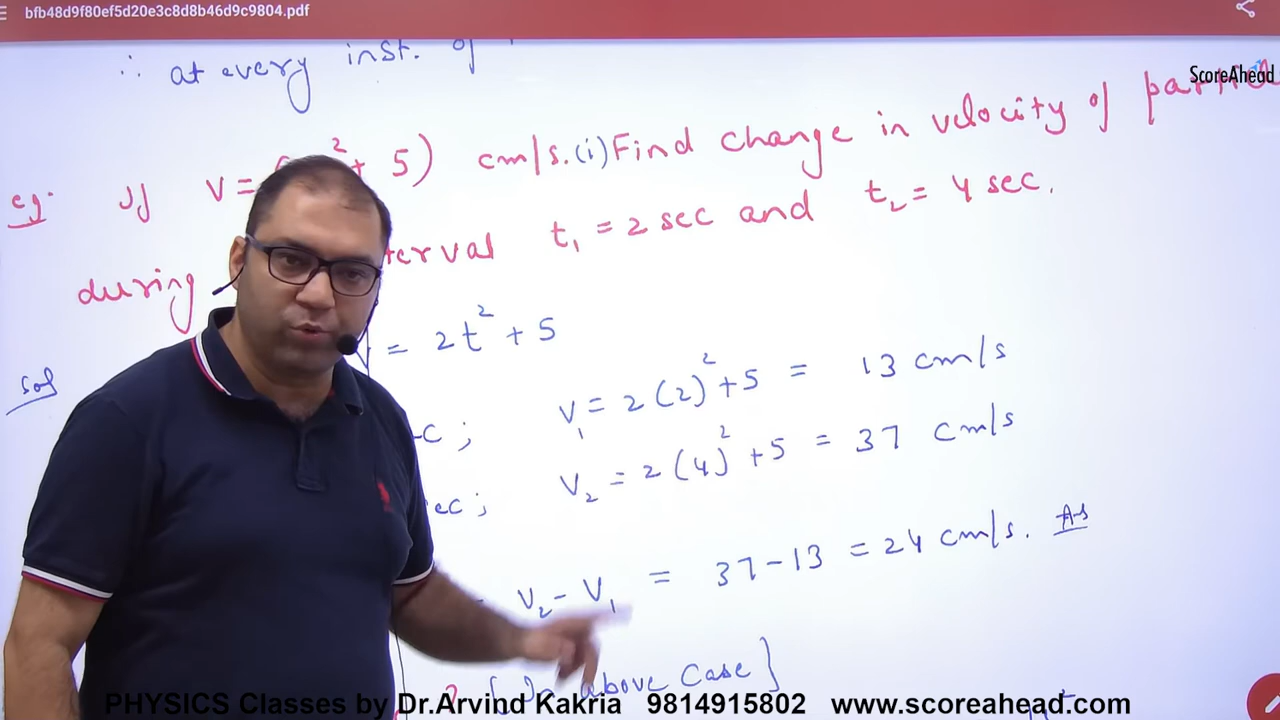 bfb48d9f80ef5d20e3c8d8b46d9c9804.pdf
∴ at every inst. of
ScoreAhead
eg: If v = ² + 5) cm/s. (i) Find change in velocity of
during terval t₁ = 2 sec and t₂ = 4 sec.
Sol = 2t² + 5
c ; v₁ = 2(2)² + 5 = 13 cm/s
ec ; v₂ = 2(4)² + 5 = 37 cm/s
= v₂ - v₁ = 37 - 13 = 24 cm/s. As
above case]
PHYSICS Classes by Dr.Arvind Kakria 9814915802 www.scoreahead.com